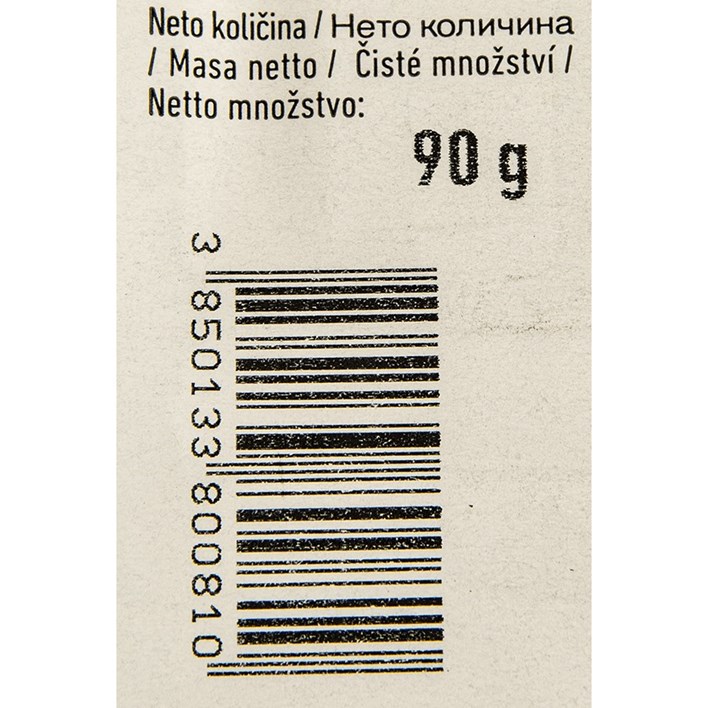 Neto količina / Нето количина
/ Masa netto / Čisté množství /
Netto množstvo:
90 g
3 850133 800810